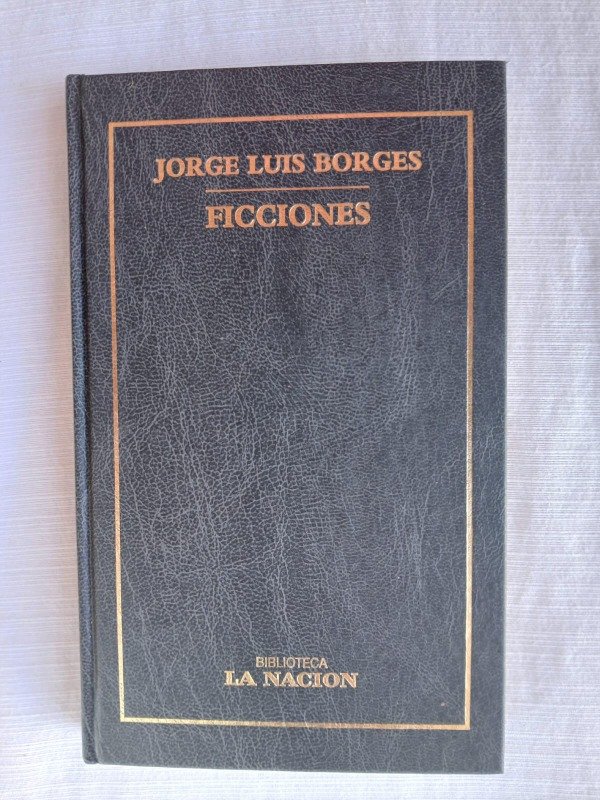 JORGE LUIS BORGES
FICCIONES
BIBLIOTECA
LA NACION